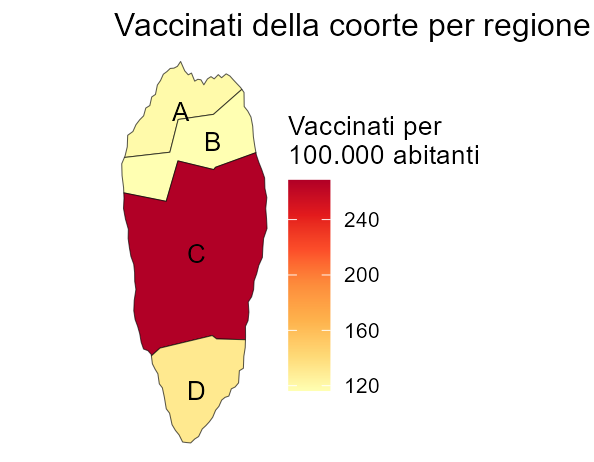 Vaccinati della coorte per regione
A
B
C
D
Vaccinati per
100.000 abitanti
240
200
160
120